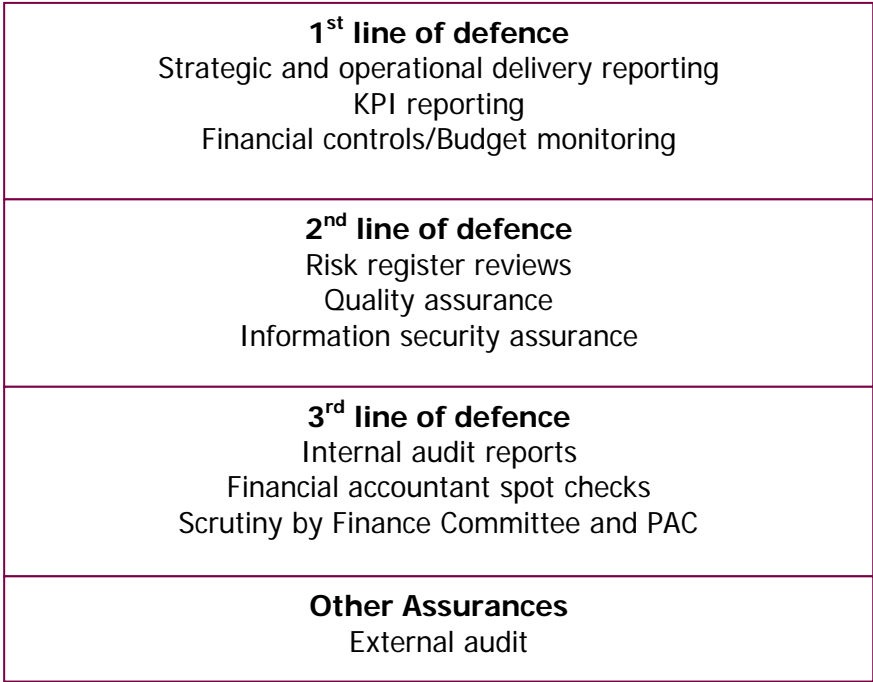 1st line of defence
Strategic and operational delivery reporting
KPI reporting
Financial controls/Budget monitoring
2nd line of defence
Risk register reviews
Quality assurance
Information security assurance
3rd line of defence
Internal audit reports
Financial accountant spot checks
Scrutiny by Finance Committee and PAC
Other Assurances
External audit